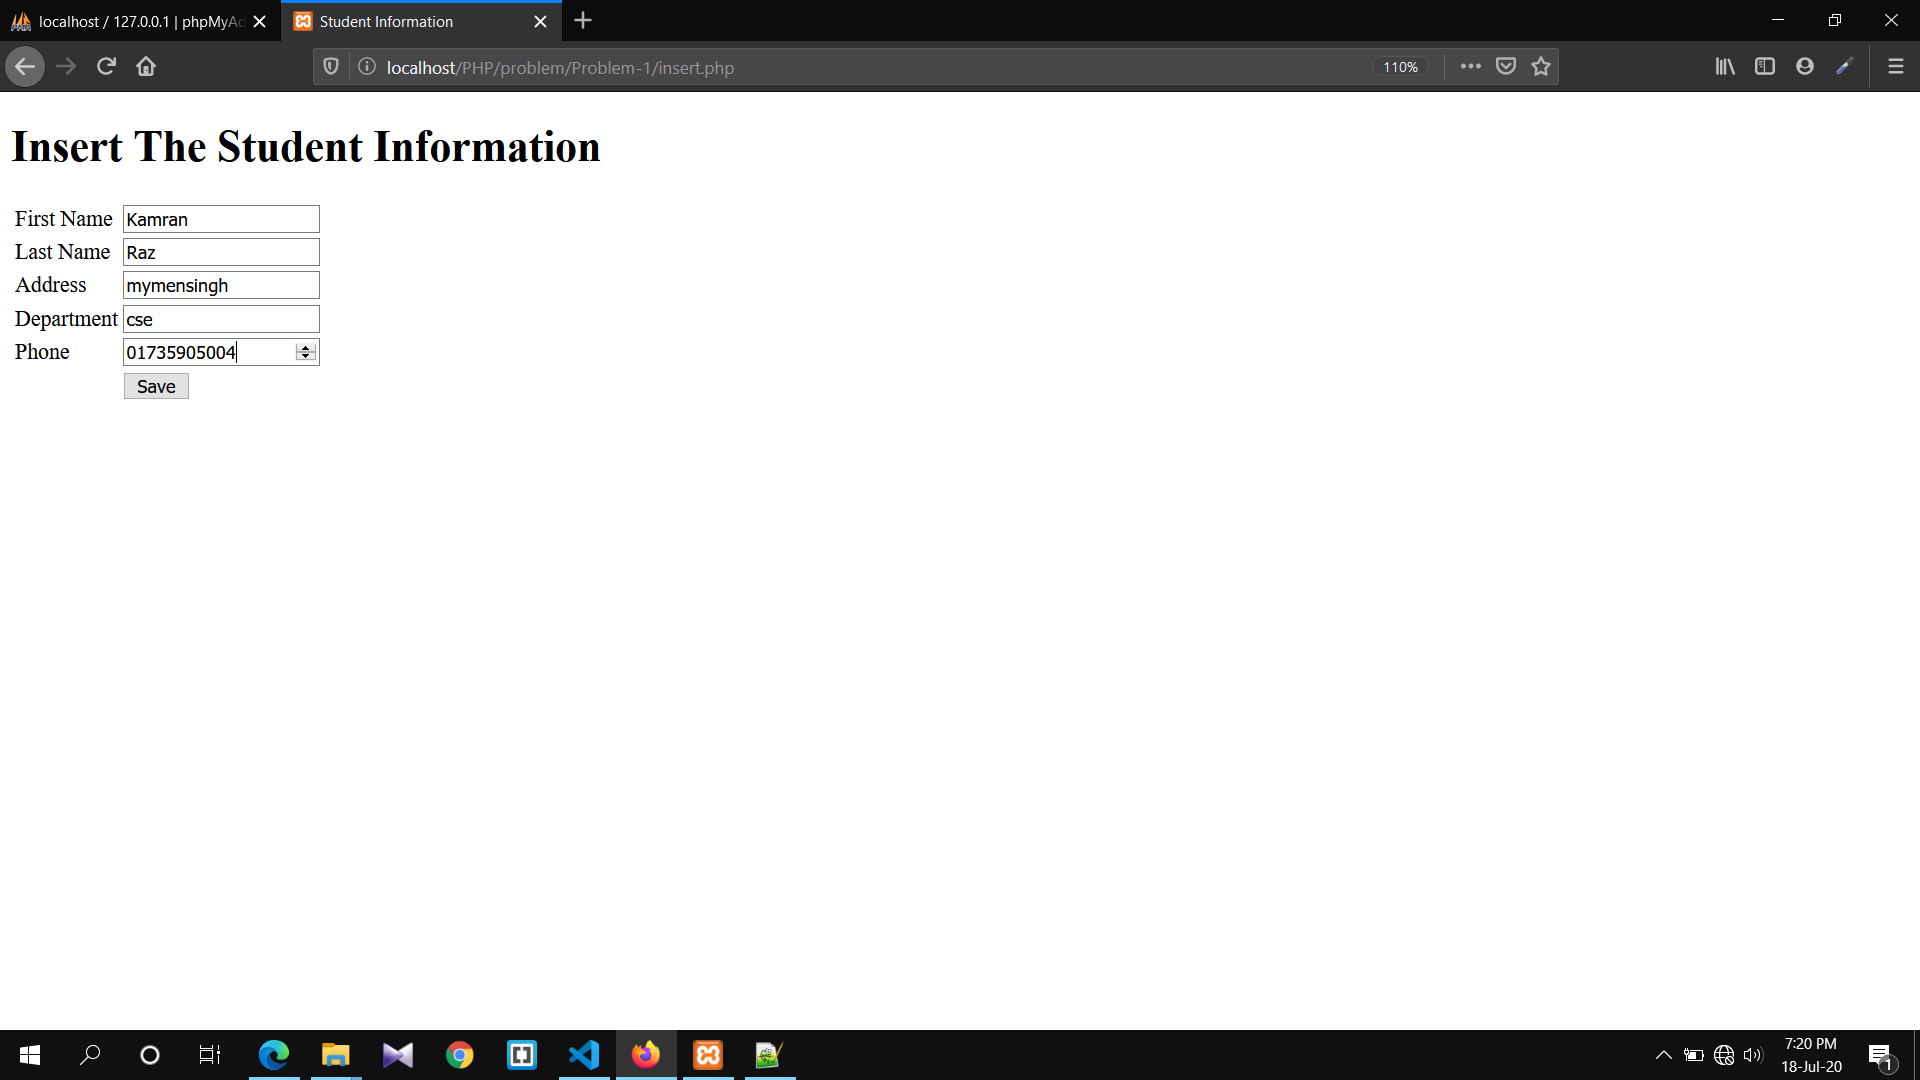 localhost / 127.0.0.1 | phpMyAd
Student Information
localhost/PHP/problem/Problem-1/insert.php
110%
Insert The Student Information
First Name Kamran
Last Name Raz
Address mymensingh
Department cse
Phone 01735905004
Save
7:20 PM
18-Jul-20
1